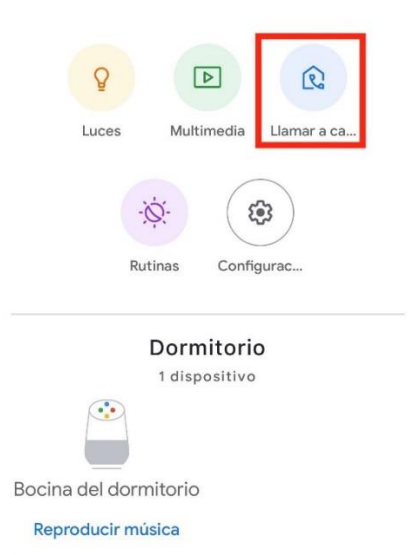 Luces Multimedia Llamar a ca...
Rutinas Configurac...
Dormitorio
1 dispositivo
Bocina del dormitorio
Reproducir música